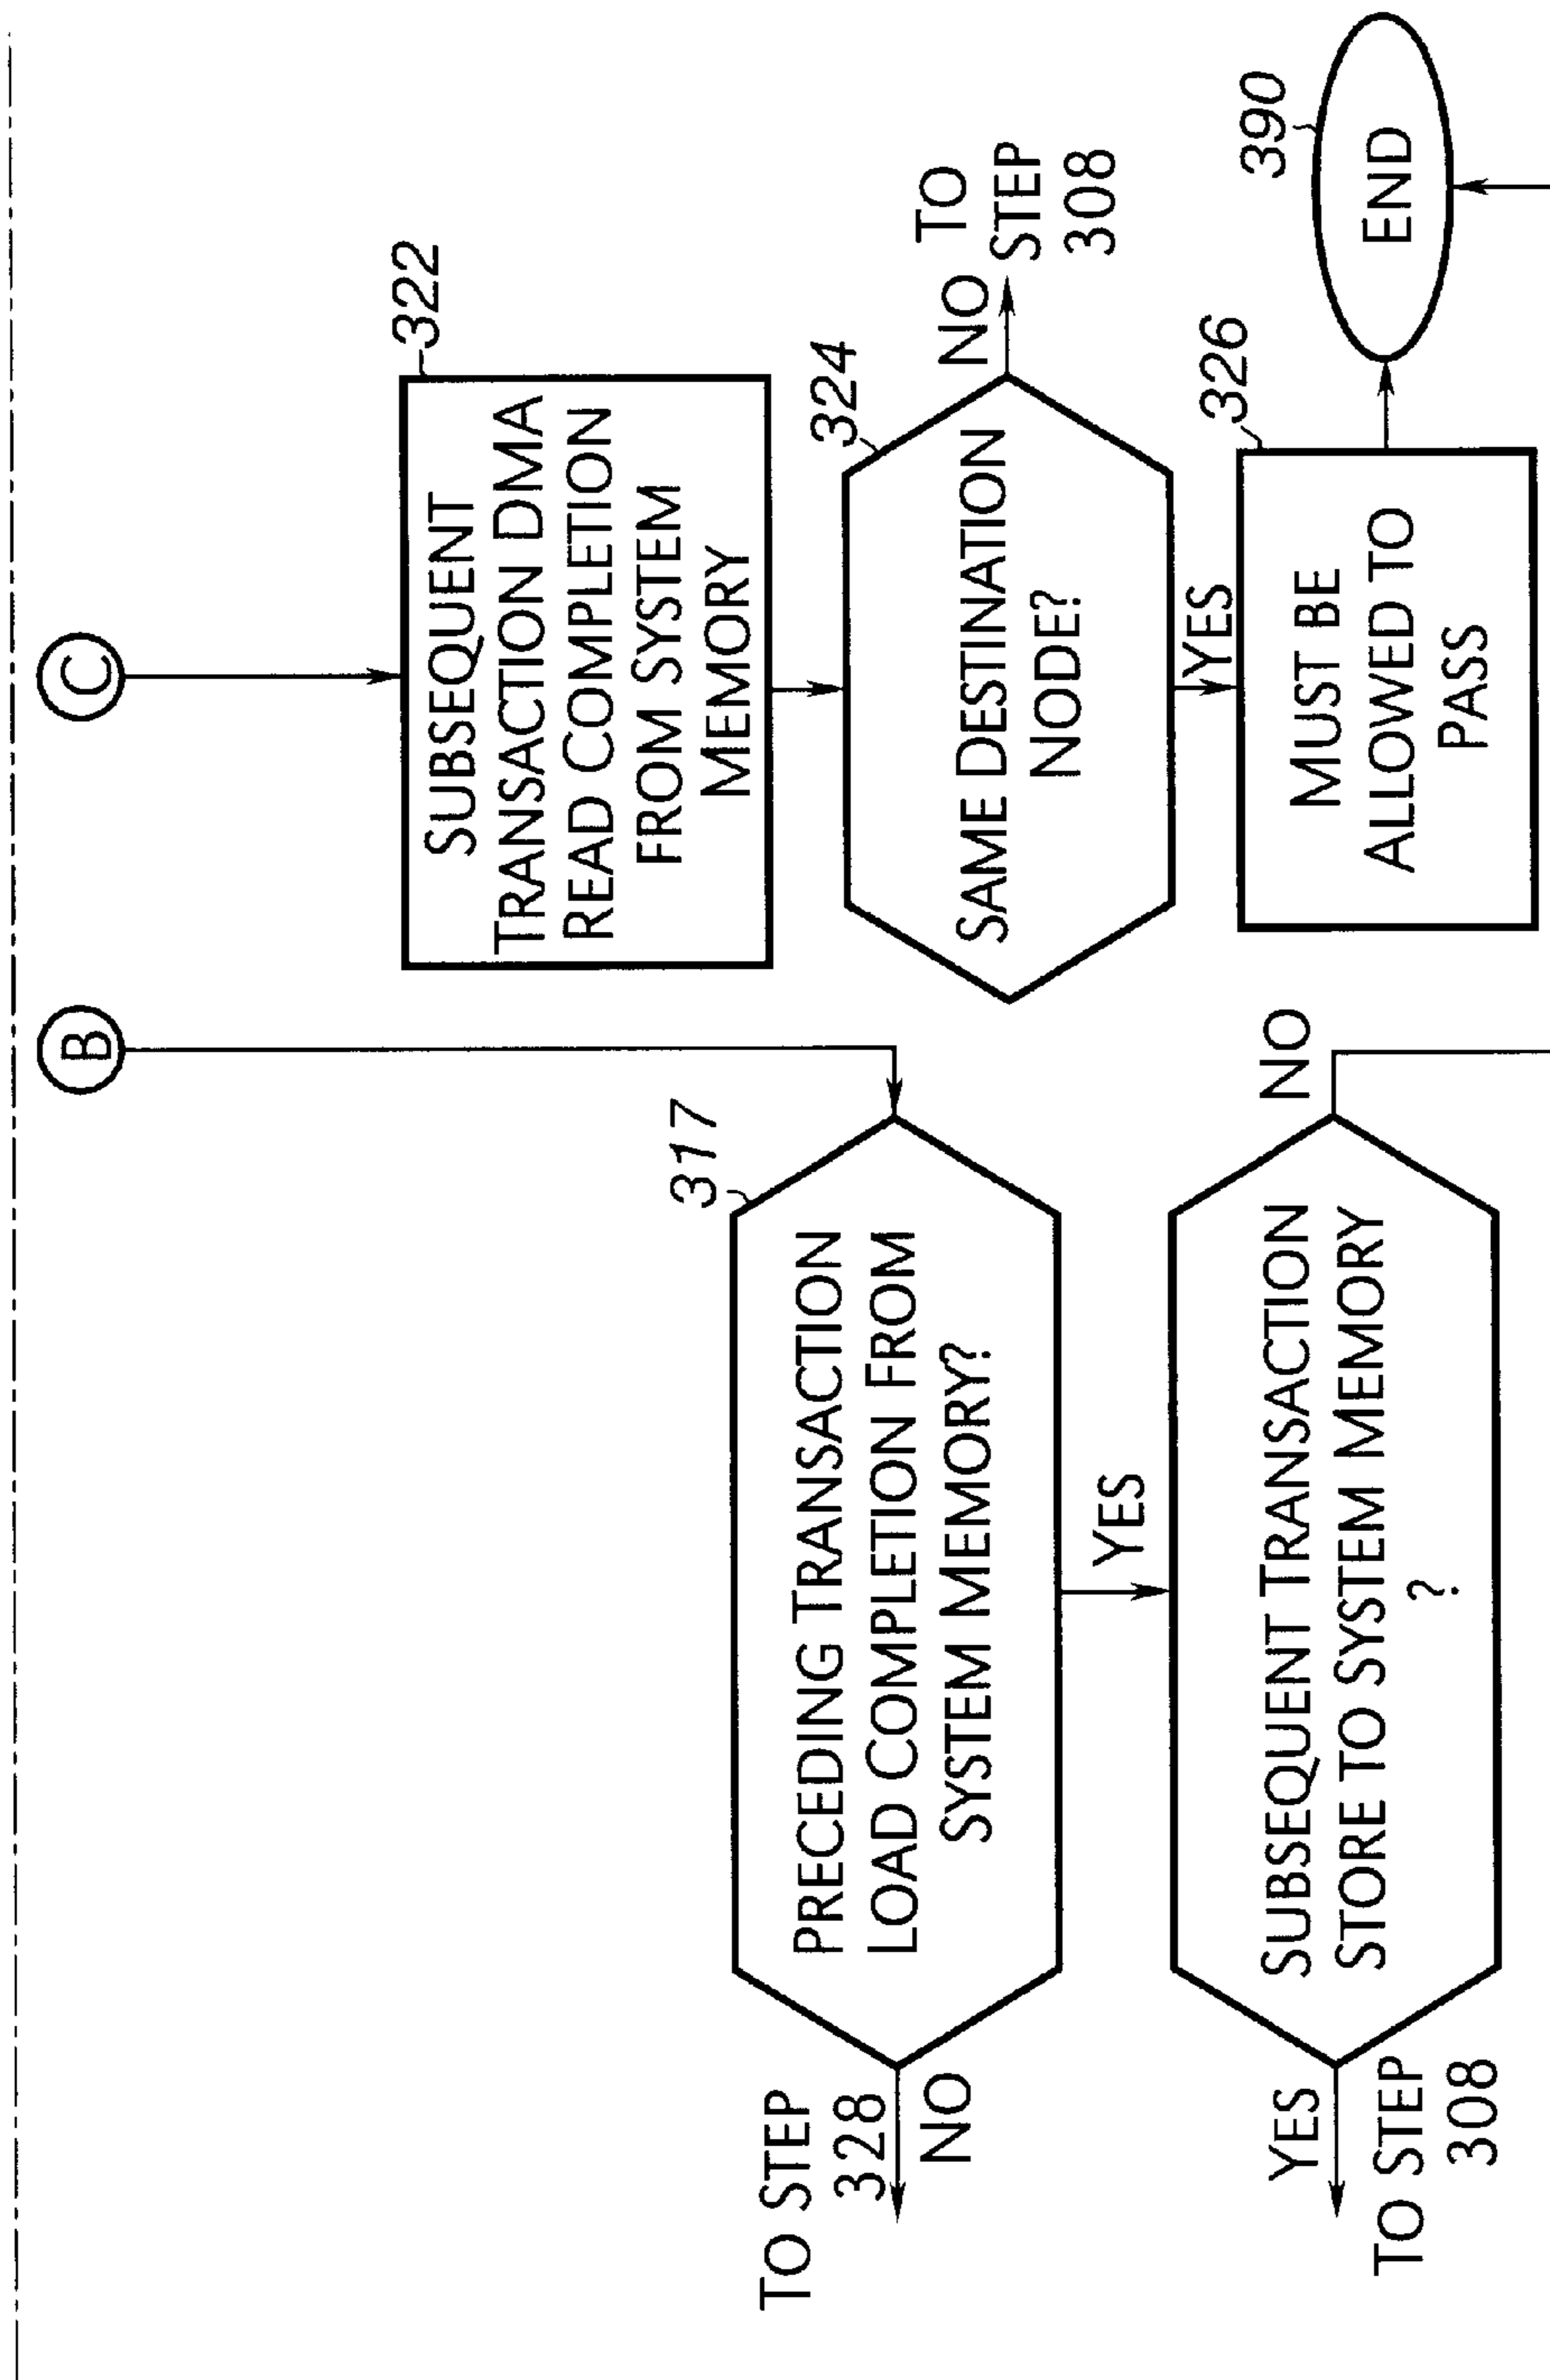 B
317
PRECEDING TRANSACTION
LOAD COMPLETION FROM
SYSTEM MEMORY?
TO STEP
328
NO
YES
SUBSEQUENT TRANSACTION
STORE TO SYSTEM MEMORY
?
YES
TO STEP
308
NO
C
322
SUBSEQUENT
TRANSACTION DMA
READ COMPLETION
FROM SYSTEM
MEMORY
324
SAME DESTINATION
NODE?
NO TO
STEP
308
YES
326
MUST BE
ALLOWED TO
PASS
390
END